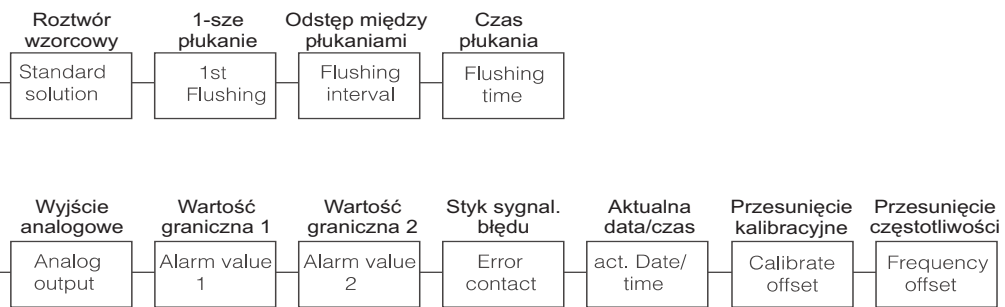 Roztwór wzorcowy
1-sze płukanie
Odstęp między płukaniami
Czas płukania
Standard solution
1st Flushing
Flushing interval
Flushing time
Wyjście analogowe
Wartość graniczna 1
Wartość graniczna 2
Styk sygnal. błędu
Aktualna data/czas
Przesunięcie kalibracyjne
Przesunięcie częstotliwości
Analog output
Alarm value 1
Alarm value 2
Error contact
act. Date/ time
Calibrate offset
Frequency offset